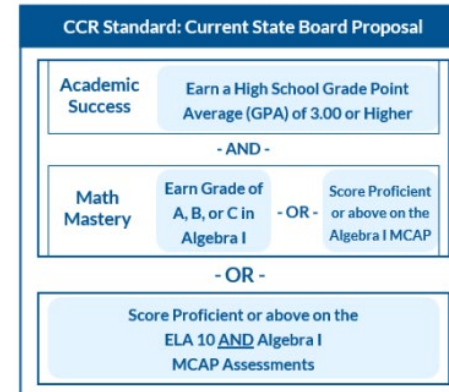 CCR Standard: Current State Board Proposal
Academic
Success
Earn a High School Grade Point
Average (GPA) of 3.00 or Higher
- AND -
Math
Mastery
Earn Grade of
A, B, or C in
Algebra I
- OR -
Score Proficient
or above on the
Algebra I MCAP
- OR -
Score Proficient or above on the
ELA 10 AND Algebra I
MCAP Assessments